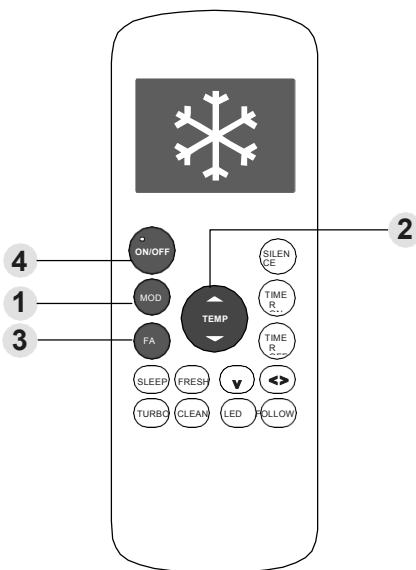 2
4
ON/OFF
SILEN
CE
1
MOD
TEMP
TIME
R
3
FA
TIME
R
SLEEP
FRESH
v
<>
TURBO
CLEAN
LED
FOLLOW